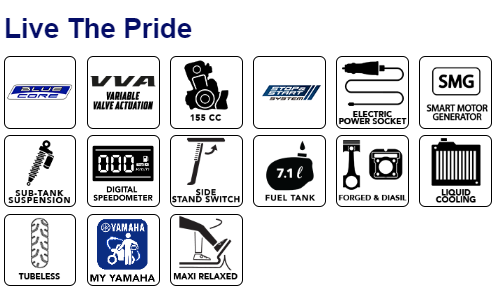 Live The Pride
BLUE
CORE
VVA
VARIABLE
VALVE ACTUATION
155 CC
STOP&
START
SYSTEM
ELECTRIC
POWER SOCKET
SMG
SMART MOTOR
GENERATOR
SUB-TANK
SUSPENSION
000
DIGITAL
SPEEDOMETER
SIDE
STAND SWITCH
7.1 ℓ
FUEL TANK
FORGED & DIASIL
LIQUID
COOLING
TUBELESS
YAMAHA
MY YAMAHA
MAXI RELAXED